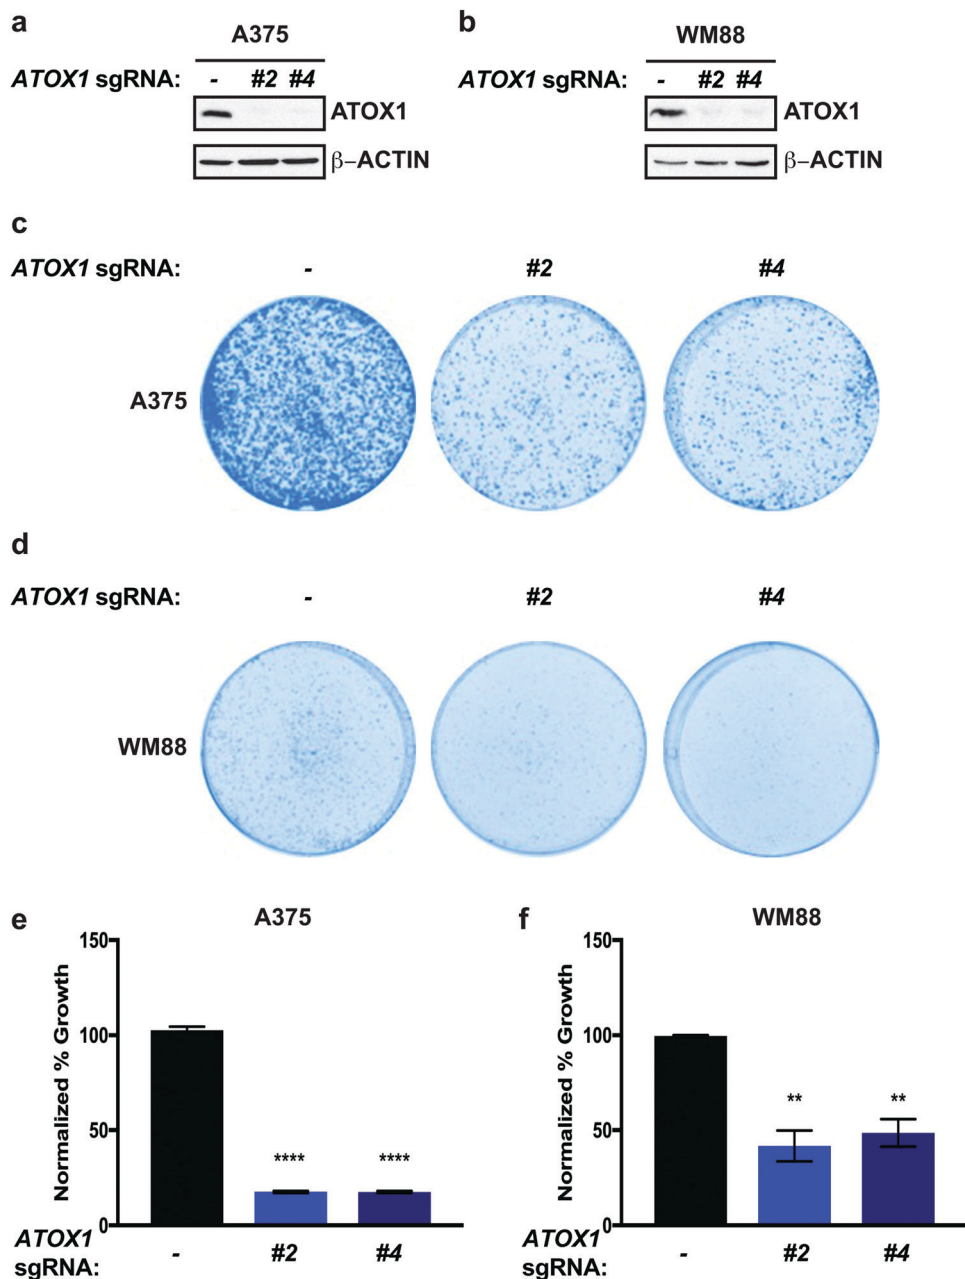 a
A375
ATOX1 sgRNA: - #2 #4
ATOX1
β–ACTIN
b
WM88
ATOX1 sgRNA: - #2 #4
ATOX1
β–ACTIN
c
ATOX1 sgRNA: - #2 #4
A375
d
ATOX1 sgRNA: - #2 #4
WM88
e
A375
Normalized % Growth
150
100
50
0
**** ****
ATOX1
sgRNA: - #2 #4
f
WM88
Normalized % Growth
150
100
50
0
** **
ATOX1
sgRNA: - #2 #4